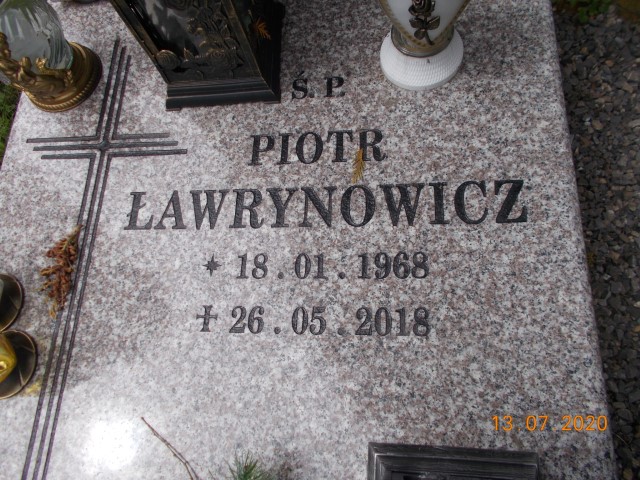 Ś. P.
PIOTR
ŁAWRYNOWICZ
* 18.01.1968
✝ 26.05.2018
13.07.2020